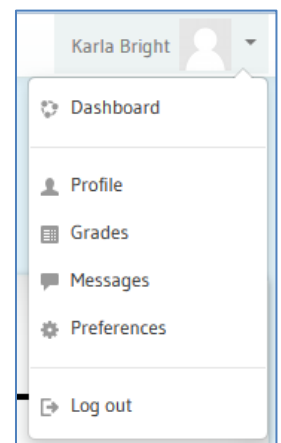 Karla Bright
Dashboard
Profile
Grades
Messages
Preferences
Log out